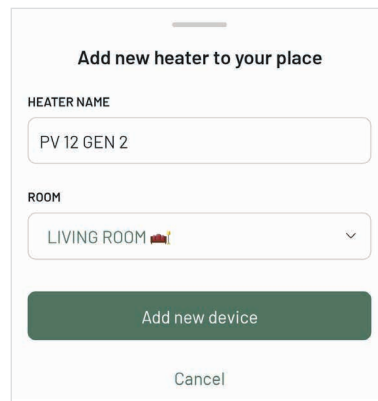 Add new heater to your place
HEATER NAME
PV 12 GEN 2
ROOM
LIVING ROOM 🛋️
Add new device
Cancel